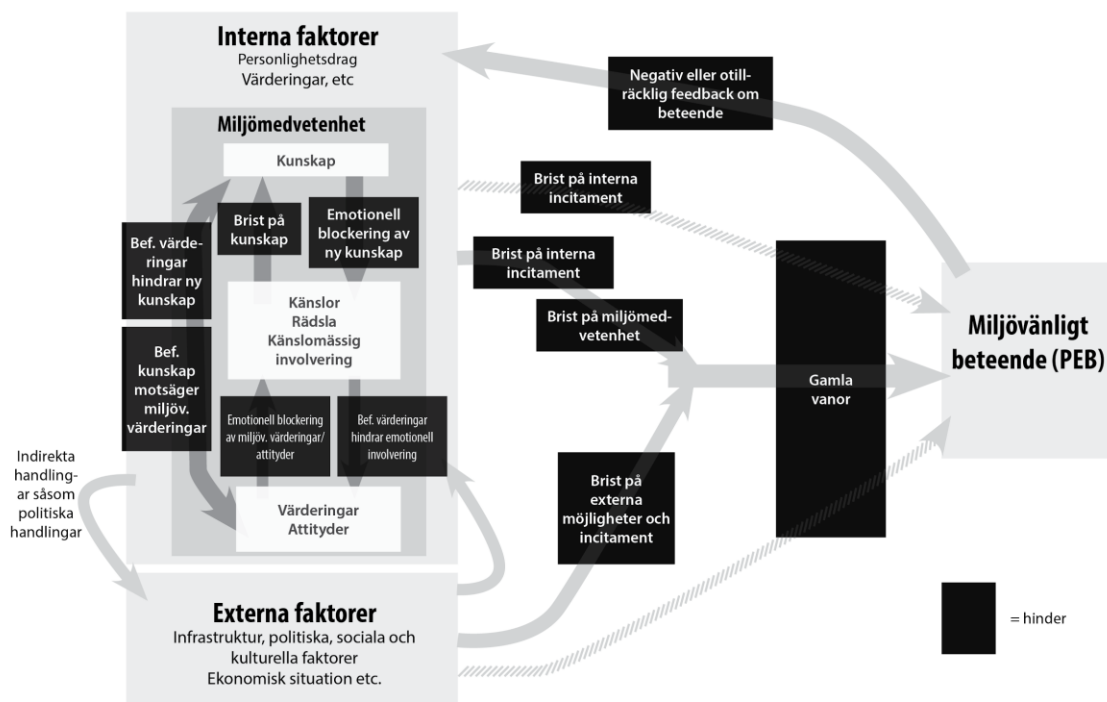 Interna faktorer
Personlighetsdrag
Värderingar, etc
Miljömedvetenhet
Kunskap
Bef. värde-
ringar
hindrar ny
kunskap
Brist på
kunskap
Emotionell
blockering av
ny kunskap
Känslor
Rädsla
Känslomässig
involvering
Bef.
kunskap
motsäger
miljöv.
värderingar
Emotionell blockering
av miljöv. värderingar/
attityder
Bef. värderingar
hindrar emotionell
involvering
Värderingar
Attityder
Indirekta
handling-
ar såsom
politiska
handlingar
Externa faktorer
Infrastruktur, politiska, sociala och
kulturella faktorer
Ekonomisk situation etc.
Negativ eller otill-
räcklig feedback om
beteende
Brist på interna
incitament
Brist på interna
incitament
Brist på miljömed-
vetenhet
Brist på
externa
möjligheter och
incitament
Gamla
vanor
Miljövänligt
beteende (PEB)
= hinder